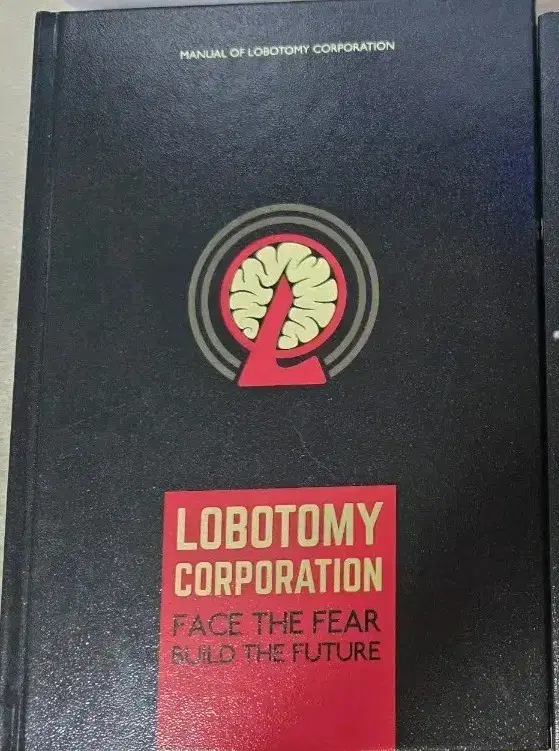 MANUAL OF LOBOTOMY CORPORATION
LOBOTOMY
CORPORATION
FACE THE FEAR
BUILD THE FUTURE